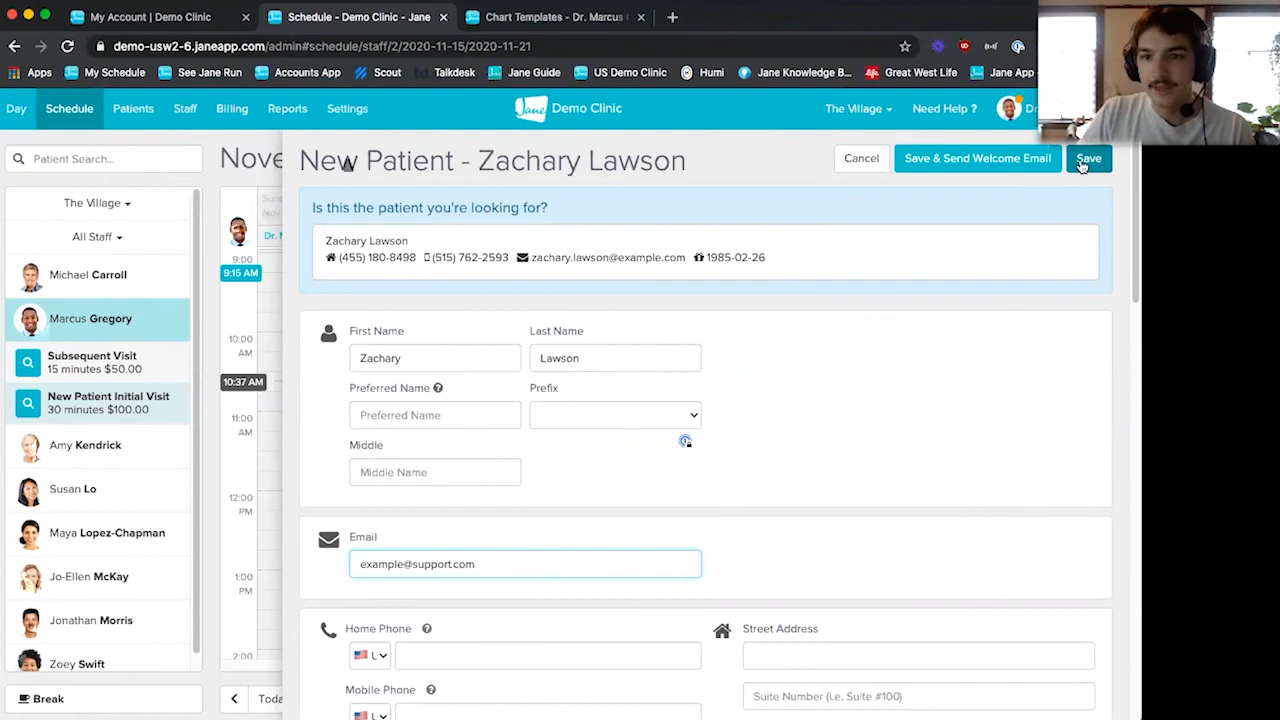 My Account | Demo Clinic
Schedule - Demo Clinic - Jane
Chart Templates - Dr. Marcus
demo-usw2-6.janeapp.com/admin#schedule/staff/2/2020-11-15/2020-11-21
Apps My Schedule See Jane Run Accounts App Scout Talkdesk Jane Guide US Demo Clinic Humi Jane Knowledge B... Great West Life Jane App -
Day Schedule Patients Staff Billing Reports Settings Jane Demo Clinic The Village Need Help ? Dr
Patient Search...
Nove
New Patient - Zachary Lawson
Cancel
Save & Send Welcome Email
Save
The Village
All Staff
Michael Carroll
Marcus Gregory
Subsequent Visit
15 minutes $50.00
New Patient Initial Visit
30 minutes $100.00
Amy Kendrick
Susan Lo
Maya Lopez-Chapman
Jo-Ellen McKay
Jonathan Morris
Zoey Swift
Break
Sund
Nov
Dr. M
9:00
9:15 AM
10:00
AM
10:37 AM
11:00
AM
12:00
PM
1:00
PM
2:00
Today
Is this the patient you're looking for?
Zachary Lawson
(455) 180-8498 (515) 762-2593 zachary.lawson@example.com 1985-02-26
First Name Last Name
Zachary Lawson
Preferred Name Prefix
Preferred Name
Middle
Middle Name
Email
example@support.com
Home Phone Street Address
Mobile Phone
Suite Number (i.e. Suite #100)